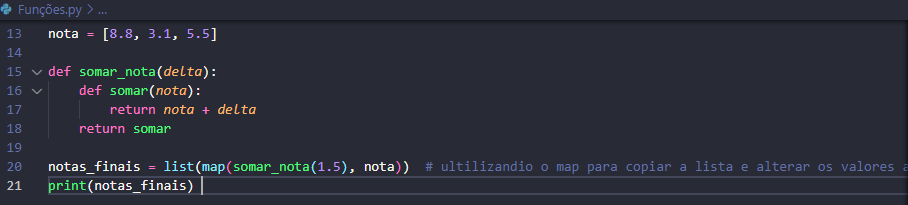 Funções.py > ...
13 nota = [8.8, 3.1, 5.5]
14
15 def somar_nota(delta):
16 def somar(nota):
17 return nota + delta
18 return somar
19
20 notas_finais = list(map(somar_nota(1.5), nota)) # ultilizandio o map para copiar a lista e alterar os valores a
21 print(notas_finais)